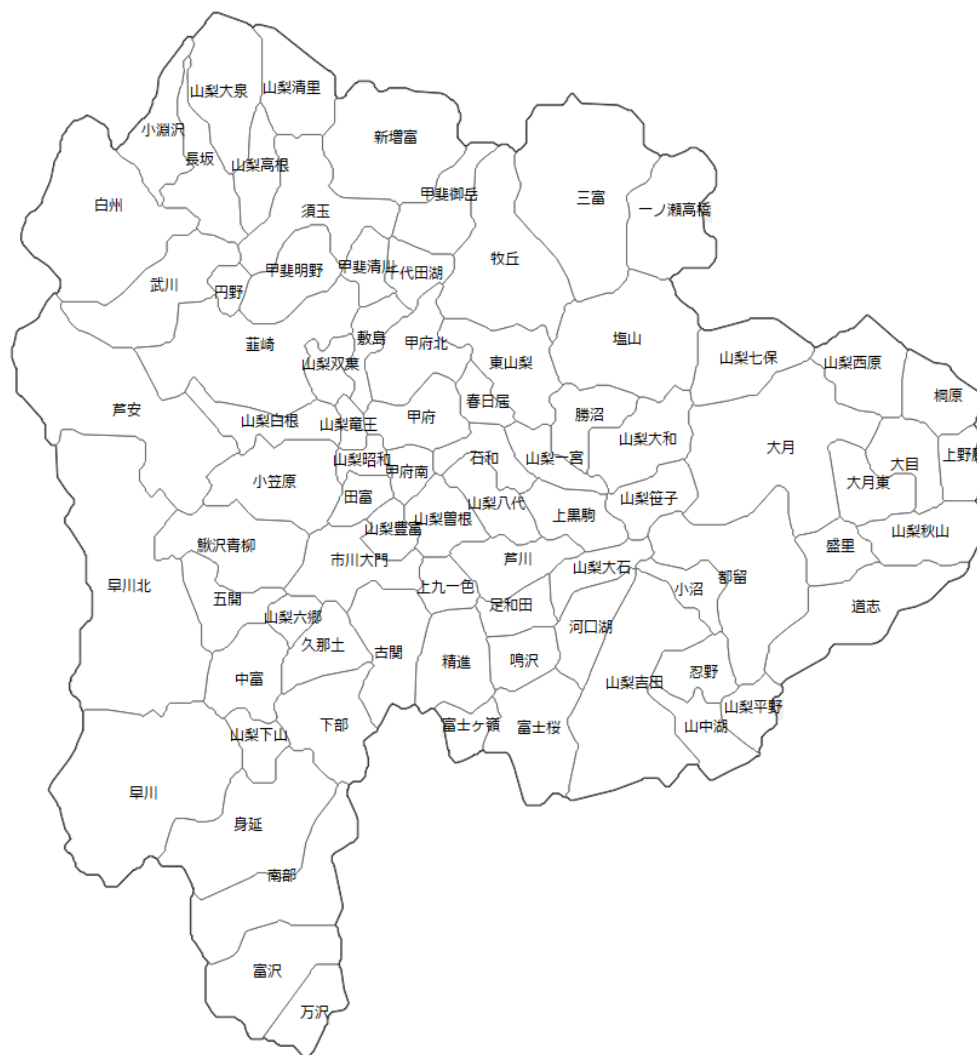 山梨大泉
山梨清里
小淵沢
長坂
山梨高根
新増富
甲斐御岳
三富
一ノ瀬高橋
白州
須玉
牧丘
武川
円野
甲斐明野
甲斐清川
千代田湖
韮崎
山梨双葉
敷島
甲府北
東山梨
塩山
山梨七保
山梨西原
桐原
芦安
山梨白根
山梨竜王
甲府
春日居
勝沼
山梨大和
大月
大目
上野原
山梨昭和
甲府南
石和
山梨一宮
小笠原
田富
山梨豊富
山梨曽根
山梨八代
上黒駒
山梨笹子
大月東
山梨秋山
鰍沢青柳
市川大門
芦川
山梨大石
盛里
早川北
五開
上九一色
足和田
小沼
都留
道志
山梨六郷
久那土
古関
精進
鳴沢
河口湖
中富
山梨吉田
忍野
山梨下山
下部
富士ヶ嶺
富士桜
山中湖
山梨平野
早川
身延
南部
富沢
万沢